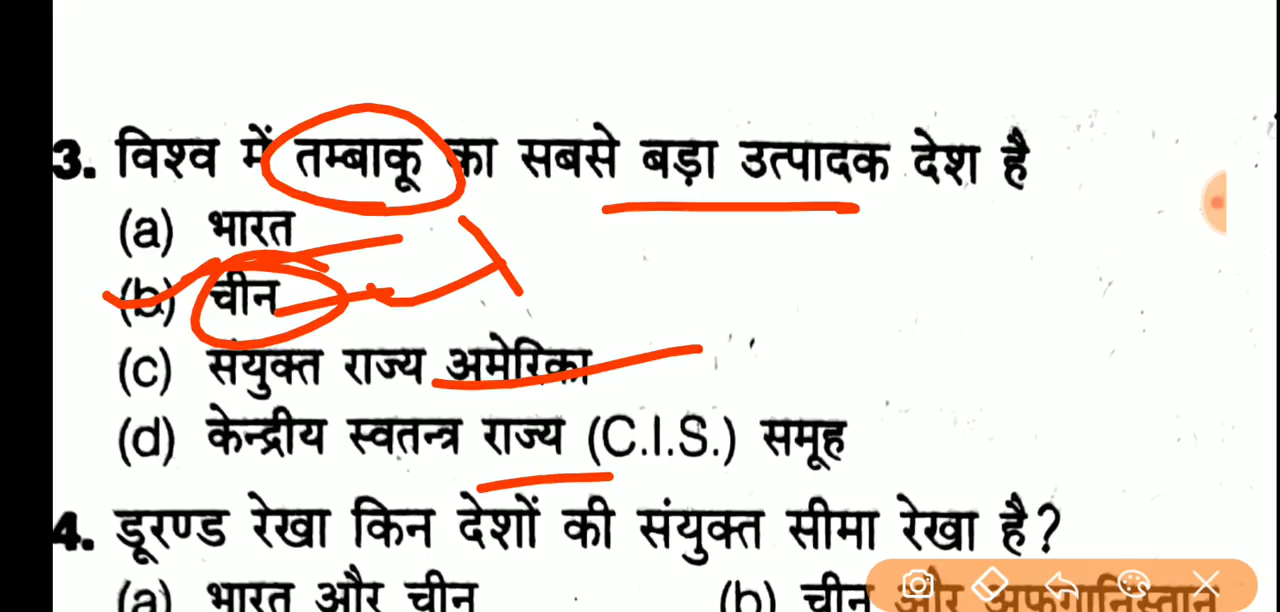 3. विश्व में तम्बाकू का सबसे बड़ा उत्पादक देश है
(a) भारत
(b) चीन
(c) संयुक्त राज्य अमेरिका
(d) केन्द्रीय स्वतन्त्र राज्य (C.I.S.) समूह
4. डूरण्ड रेखा किन देशों की संयुक्त सीमा रेखा है?
(a) भारत और चीन (b) चीन और अफगानिस्तान